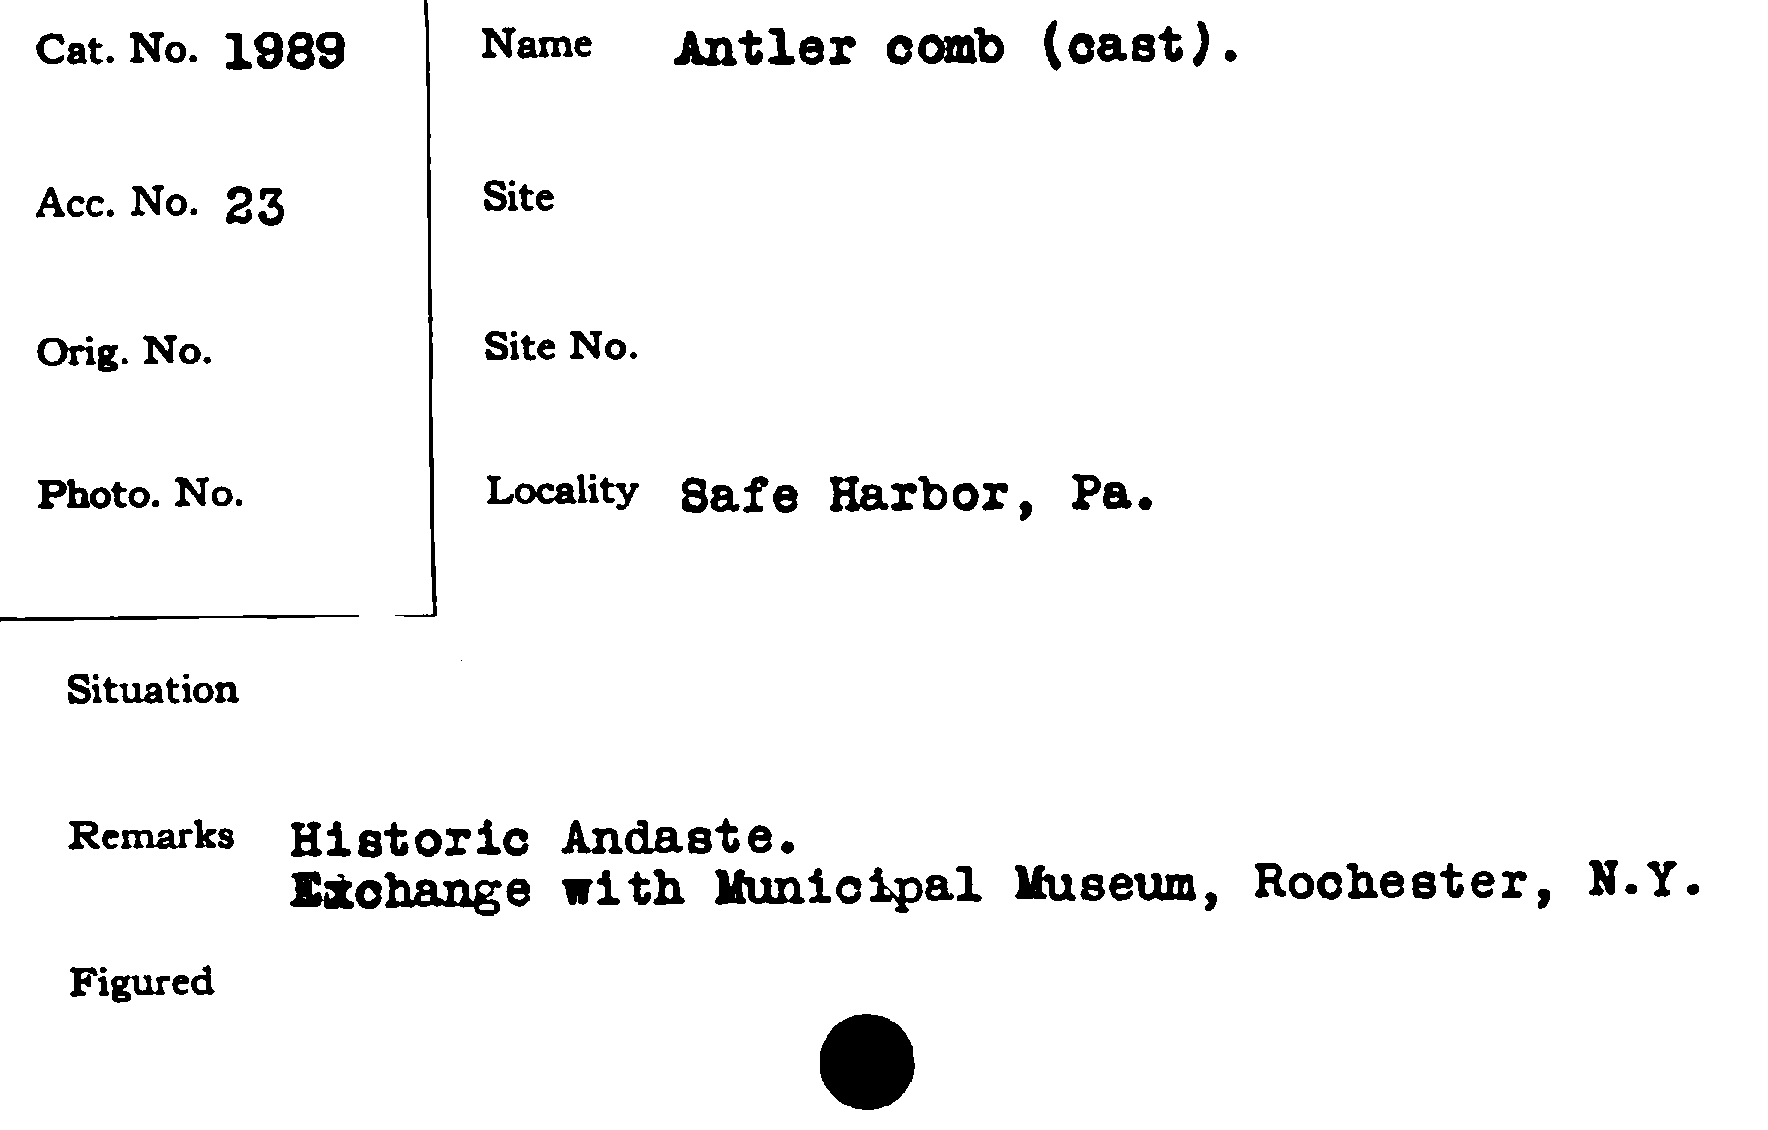 Cat. No. 1989
Name Antler comb (cast).
Acc. No. 23
Site
Orig. No.
Site No.
Photo. No.
Locality Safe Harbor, Pa.
Situation
Remarks Historic Andaste.
Exchange with Municipal Museum, Rochester, N.Y.
Figured